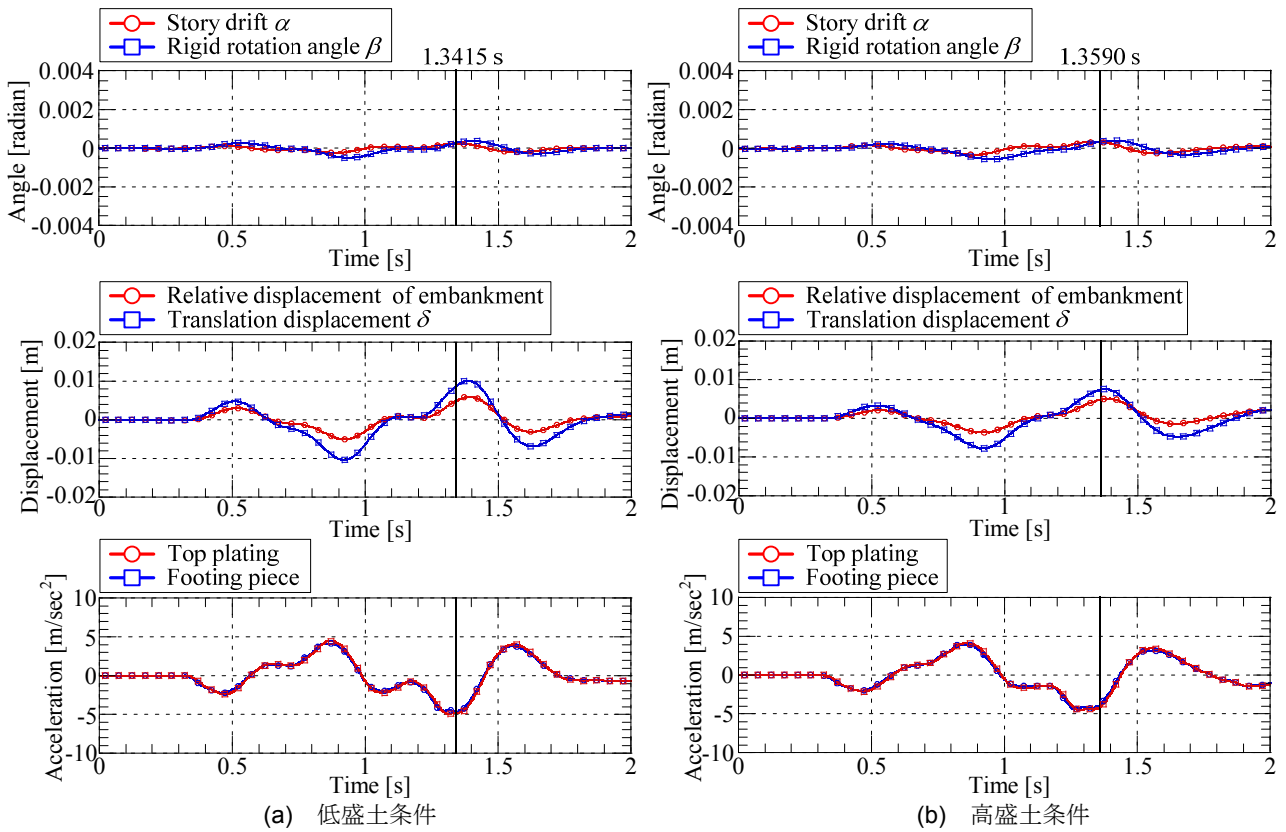 Story drift α
Rigid rotation angle β
1.3415 s
0.004
0.002
0
-0.002
-0.004
Angle [radian]
0 0.5 1 1.5 2
Time [s]
Relative displacement of embankment
Translation displacement δ
0.02
0.01
0
-0.01
-0.02
Displacement [m]
0 0.5 1 1.5 2
Time [s]
Top plating
Footing piece
10
5
0
-5
-10
Acceleration [m/sec²]
0 0.5 1 1.5 2
Time [s]
(a) 低盛土条件
Story drift α
Rigid rotation angle β
1.3590 s
0.004
0.002
0
-0.002
-0.004
Angle [radian]
0 0.5 1 1.5 2
Time [s]
Relative displacement of embankment
Translation displacement δ
0.02
0.01
0
-0.01
-0.02
Displacement [m]
0 0.5 1 1.5 2
Time [s]
Top plating
Footing piece
10
5
0
-5
-10
Acceleration [m/sec²]
0 0.5 1 1.5 2
Time [s]
(b) 高盛土条件